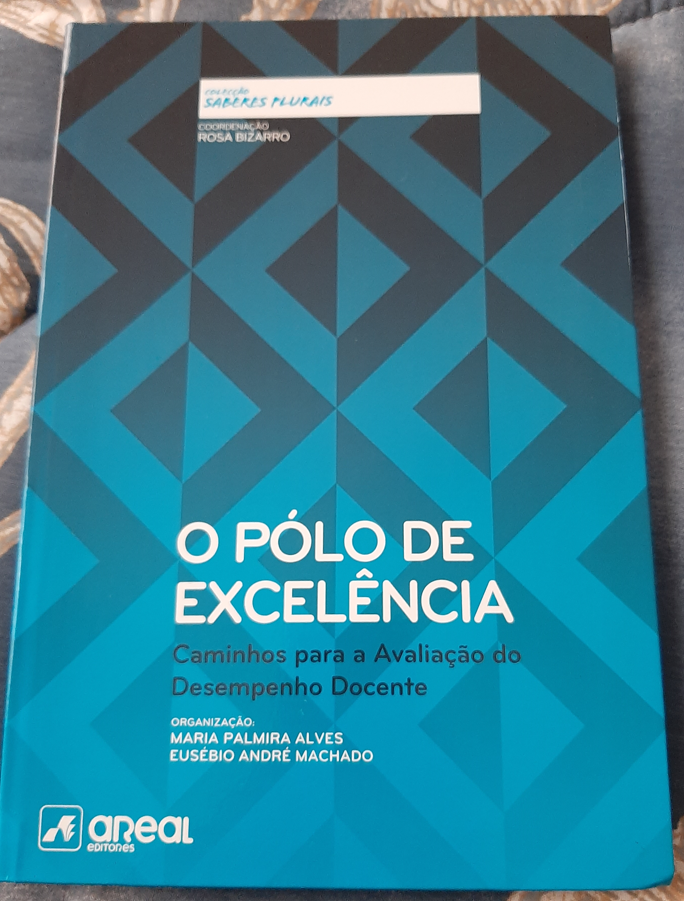 COLECÇÃO
SABERES PLURAIS
COORDENAÇÃO
ROSA BIZARRO
O PÓLO DE
EXCELÊNCIA
Caminhos para a Avaliação do
Desempenho Docente
ORGANIZAÇÃO:
MARIA PALMIRA ALVES
EUSÉBIO ANDRÉ MACHADO
AREAL
EDITORES